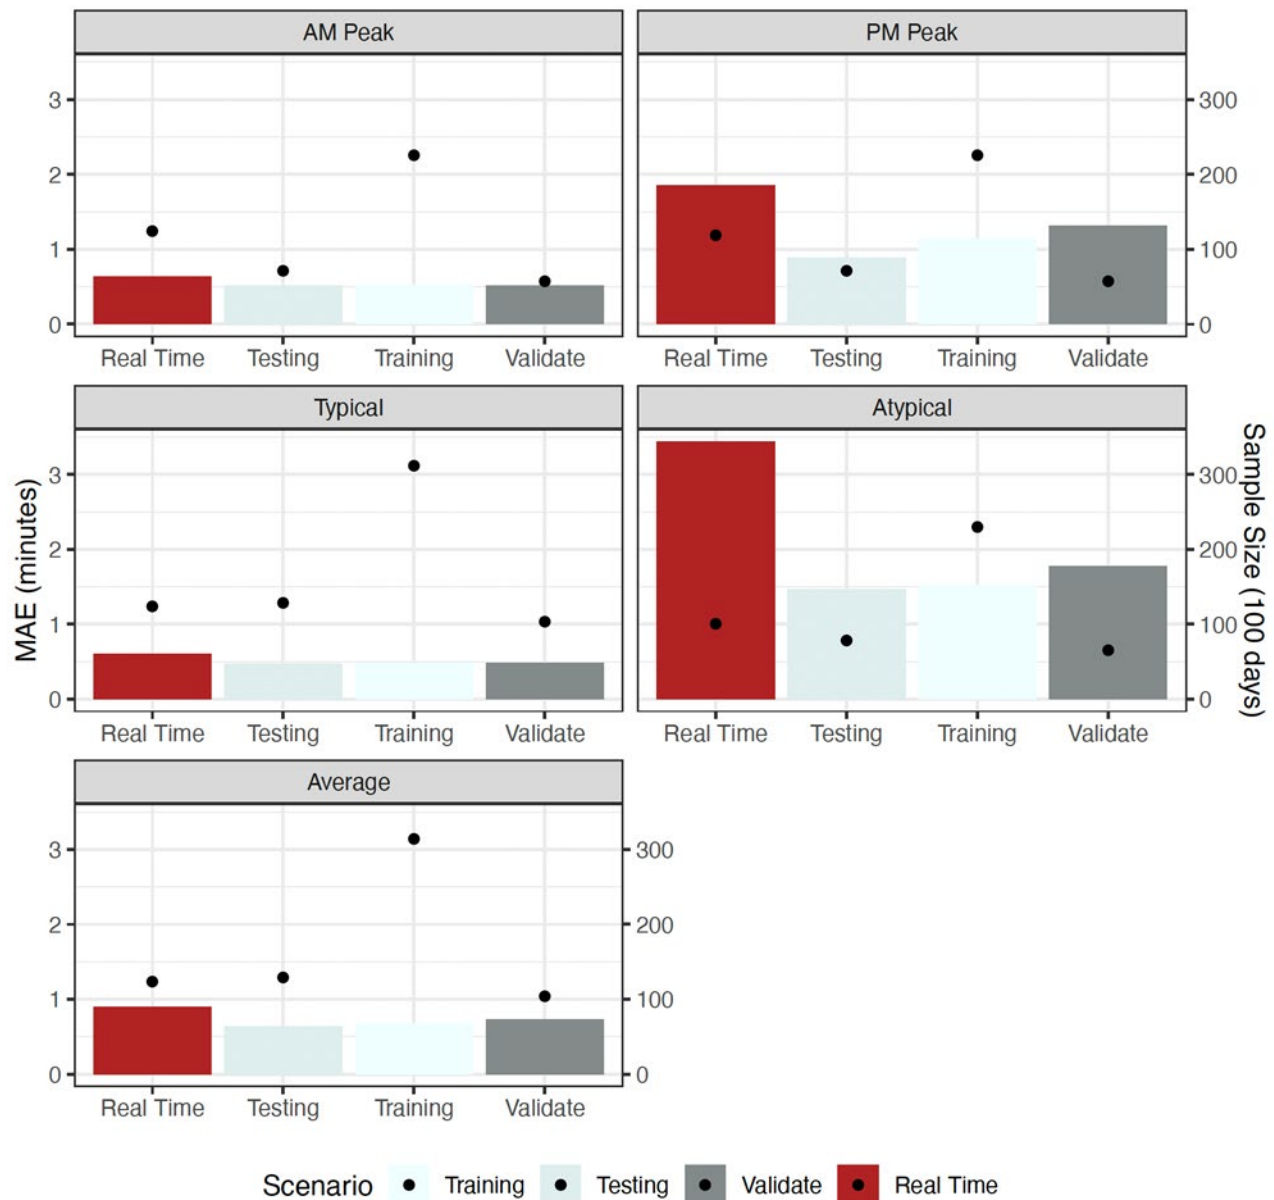 AM Peak
PM Peak
3
2
1
0
300
200
100
0
Real Time Testing Training Validate
Real Time Testing Training Validate
Typical
Atypical
MAE (minutes)
3
2
1
0
300
200
100
0
Sample Size (100 days)
Real Time Testing Training Validate
Real Time Testing Training Validate
Average
3
2
1
0
300
200
100
0
Real Time Testing Training Validate
Scenario Training Testing Validate Real Time